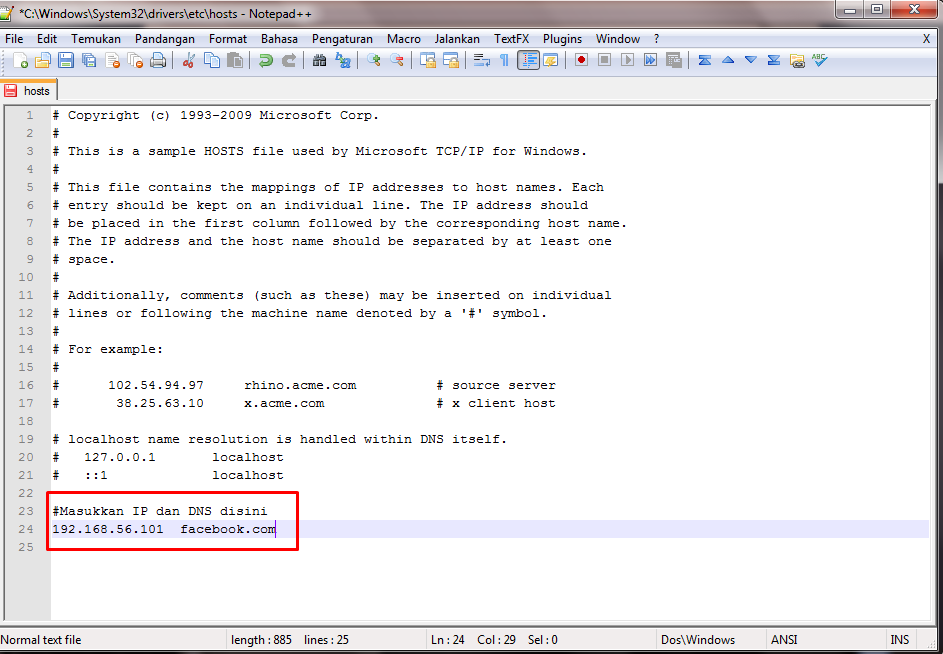 *C:\Windows\System32\drivers\etc\hosts - Notepad++
File Edit Temukan Pandangan Format Bahasa Pengaturan Macro Jalankan TextFX Plugins Window ? X
ABC
hosts
1 # Copyright (c) 1993-2009 Microsoft Corp.
2 #
3 # This is a sample HOSTS file used by Microsoft TCP/IP for Windows.
4 #
5 # This file contains the mappings of IP addresses to host names. Each
6 # entry should be kept on an individual line. The IP address should
7 # be placed in the first column followed by the corresponding host name.
8 # The IP address and the host name should be separated by at least one
9 # space.
10 #
11 # Additionally, comments (such as these) may be inserted on individual
12 # lines or following the machine name denoted by a '#' symbol.
13 #
14 # For example:
15 #
16 #      102.54.94.97     rhino.acme.com          # source server
17 #       38.25.63.10     x.acme.com              # x client host
18
19 # localhost name resolution is handled within DNS itself.
20 #   127.0.0.1       localhost
21 #   ::1             localhost
22
23 #Masukkan IP dan DNS disini
24 192.168.56.101  facebook.com
25
Normal text file length : 885 lines : 25 Ln : 24 Col : 29 Sel : 0 Dos\Windows ANSI INS